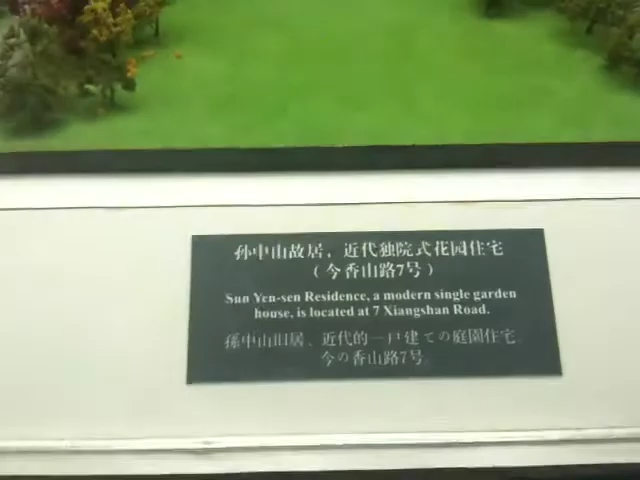 孙中山故居，近代独院式花园住宅
（今香山路7号）
Sun Yen-sen Residence, a modern single garden
house, is located at 7 Xiangshan Road.
孫中山旧居、近代的一戸建ての庭園住宅
今の香山路7号